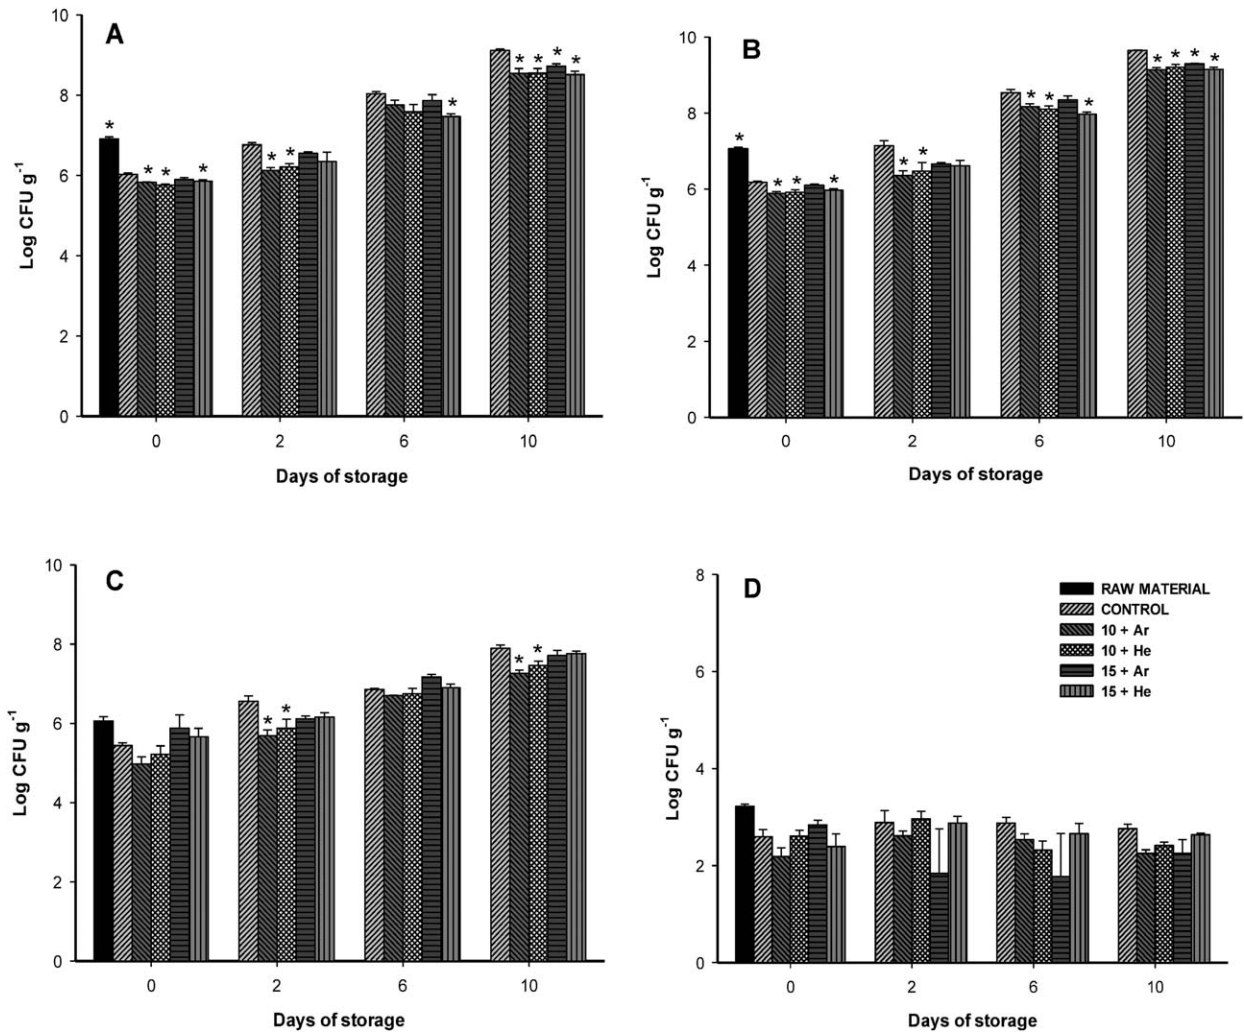 A
10
8
6
4
2
0
Log CFU g-1
* * * * * * * * * * *
0 2 6 10
Days of storage
B
10
8
6
4
2
0
Log CFU g-1
* * * * * * * * * * * * *
0 2 6 10
Days of storage
C
10
8
6
4
2
0
Log CFU g-1
* * * *
0 2 6 10
Days of storage
D
8
6
4
2
0
Log CFU g-1
RAW MATERIAL
CONTROL
10 + Ar
10 + He
15 + Ar
15 + He
0 2 6 10
Days of storage